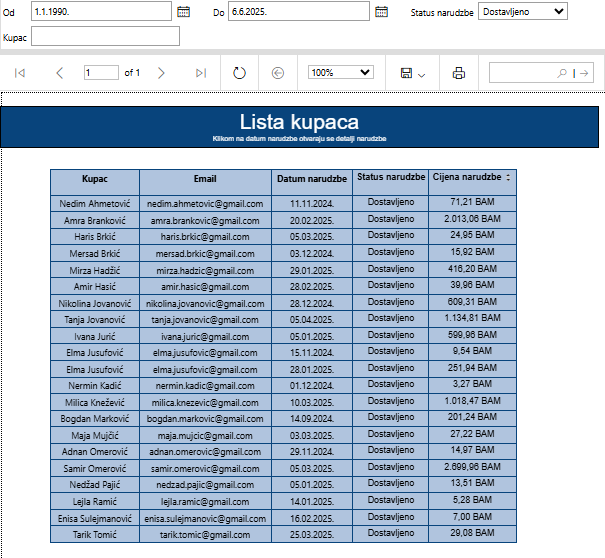 Od 1.1.1990. Do 6.6.2025. Status narudzbe Dostavljeno
Kupac
1 of 1 100%
Lista kupaca
Klikom na datum narudzbe otvaraju se detalji narudzbe
Kupac Email Datum narudzbe Status narudzbe Cijena narudzbe
Nedim Ahmetović nedim.ahmetovic@gmail.com 11.11.2024. Dostavljeno 71,21 BAM
Amra Branković amra.brankovic@gmail.com 20.02.2025. Dostavljeno 2.013,06 BAM
Haris Brkić haris.brkic@gmail.com 05.03.2025. Dostavljeno 24,95 BAM
Mersad Brkić mersad.brkic@gmail.com 03.12.2024. Dostavljeno 15,92 BAM
Mirza Hadžić mirza.hadzic@gmail.com 29.01.2025. Dostavljeno 416,20 BAM
Amir Hasić amir.hasic@gmail.com 28.02.2025. Dostavljeno 39,96 BAM
Nikolina Jovanović nikolina.jovanovic@gmail.com 28.12.2024. Dostavljeno 609,31 BAM
Tanja Jovanović tanja.jovanovic@gmail.com 05.04.2025. Dostavljeno 1.134,81 BAM
Ivana Jurić ivana.juric@gmail.com 05.01.2025. Dostavljeno 599,96 BAM
Elma Jusufović elma.jusufovic@gmail.com 15.11.2024. Dostavljeno 9,54 BAM
Elma Jusufović elma.jusufovic@gmail.com 28.01.2025. Dostavljeno 251,94 BAM
Nermin Kadić nermin.kadic@gmail.com 01.12.2024. Dostavljeno 3,27 BAM
Milica Knežević milica.knezevic@gmail.com 10.03.2025. Dostavljeno 1.018,47 BAM
Bogdan Marković bogdan.markovic@gmail.com 14.09.2024. Dostavljeno 201,24 BAM
Maja Mujčić maja.mujcic@gmail.com 03.03.2025. Dostavljeno 27,22 BAM
Adnan Omerović adnan.omerovic@gmail.com 29.11.2024. Dostavljeno 14,97 BAM
Samir Omerović samir.omerovic@gmail.com 05.03.2025. Dostavljeno 2.699,96 BAM
Nedžad Pajić nedzad.pajic@gmail.com 05.01.2025. Dostavljeno 13,51 BAM
Lejla Ramić lejla.ramic@gmail.com 14.01.2025. Dostavljeno 5,28 BAM
Enisa Sulejmanović enisa.sulejmanovic@gmail.com 16.02.2025. Dostavljeno 7,00 BAM
Tarik Tomić tarik.tomic@gmail.com 25.03.2025. Dostavljeno 29,08 BAM